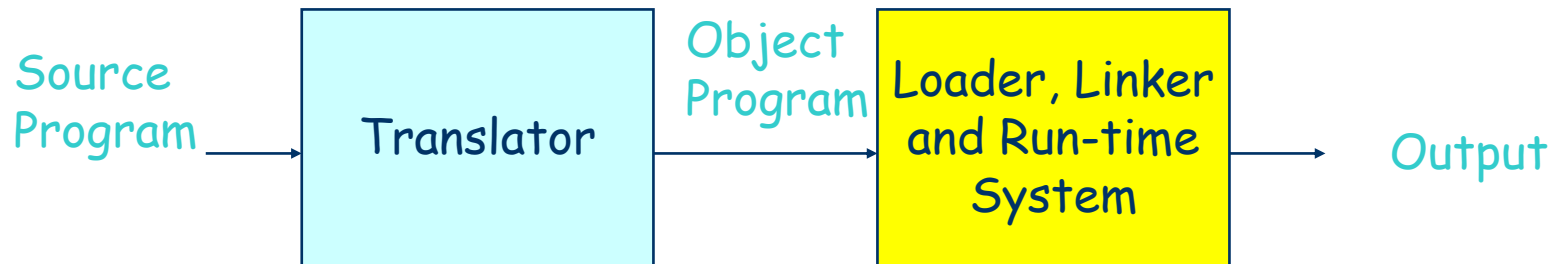 Source
Program
Translator
Object
Program
Loader, Linker
and Run-time
System
Output